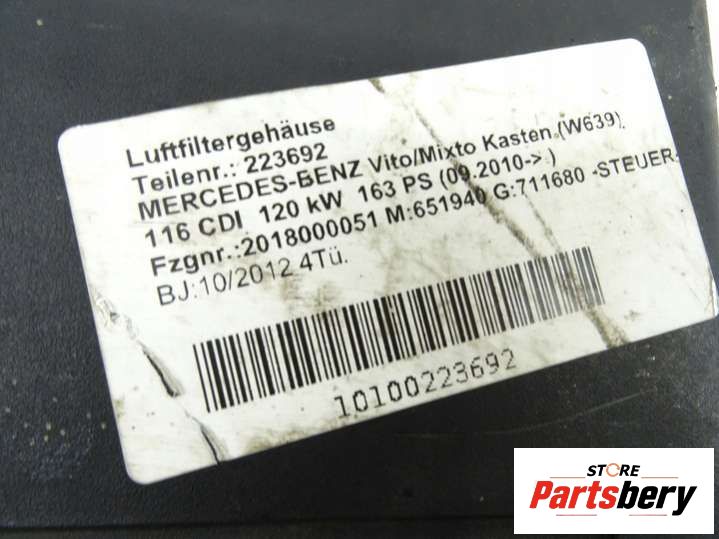 Luftfiltergehäuse
Teilenr.: 223692
MERCEDES-BENZ Vito/Mixto Kasten (W639)
116 CDI 120 kW 163 PS (09.2010-> )
Fzgnr.:2018000051 M:651940 G:711680 -STEUER-
BJ:10/2012 4Tü.
10100223692
STORE
Partsbery